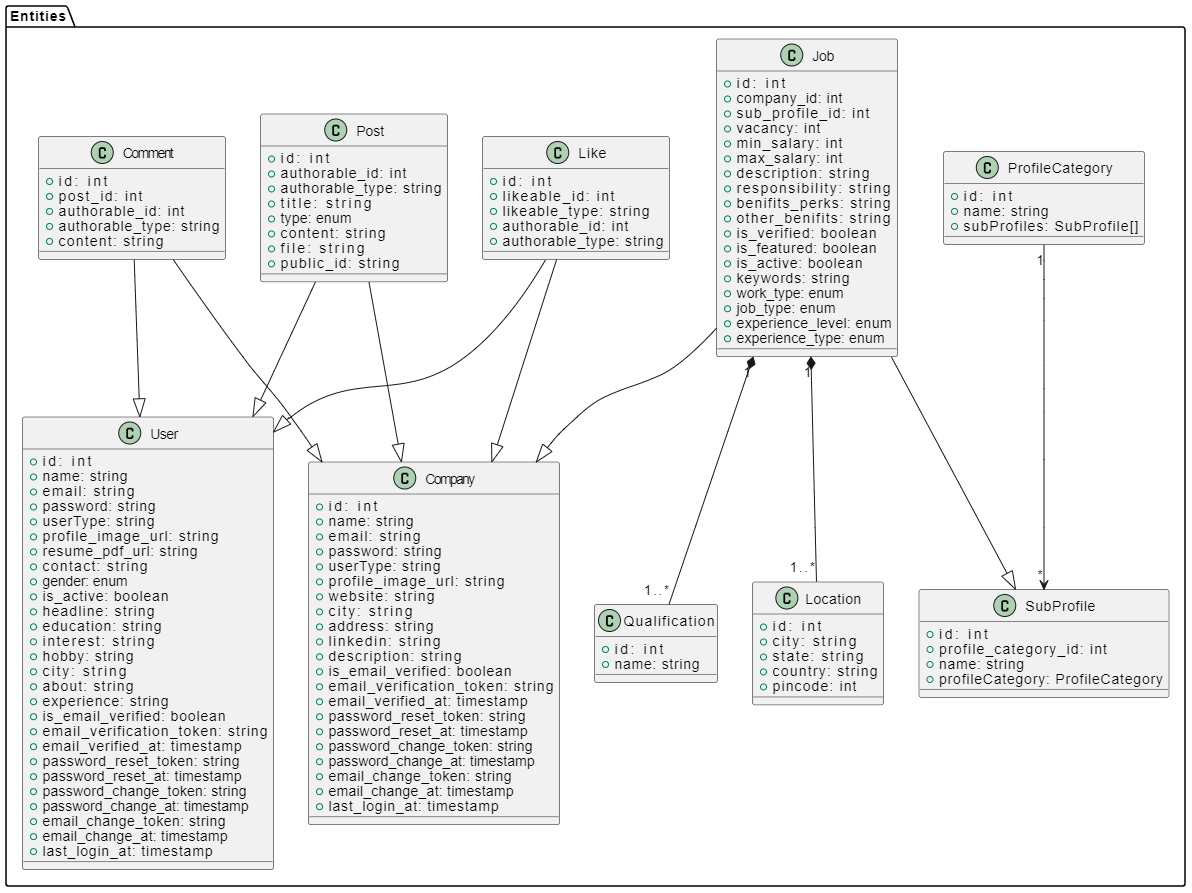 Entities
C Job
id: int
company_id: int
sub_profile_id: int
vacancy: int
min_salary: int
max_salary: int
description: string
responsibility: string
benifits_perks: string
other_benifits: string
is_verified: boolean
is_featured: boolean
is_active: boolean
keywords: string
work_type: enum
job_type: enum
experience_level: enum
experience_type: enum
C Post
id: int
authorable_id: int
authorable_type: string
title: string
type: enum
content: string
file: string
public_id: string
C Comment
id: int
post_id: int
authorable_id: int
authorable_type: string
content: string
C Like
id: int
likeable_id: int
likeable_type: string
authorable_id: int
authorable_type: string
C ProfileCategory
id: int
name: string
subProfiles: SubProfile[]
1
1
1
1..*
1..*
*
C User
id: int
name: string
email: string
password: string
userType: string
profile_image_url: string
resume_pdf_url: string
contact: string
gender: enum
is_active: boolean
headline: string
education: string
interest: string
hobby: string
city: string
about: string
experience: string
is_email_verified: boolean
email_verification_token: string
email_verified_at: timestamp
password_reset_token: string
password_reset_at: timestamp
password_change_token: string
password_change_at: timestamp
email_change_token: string
email_change_at: timestamp
last_login_at: timestamp
C Company
id: int
name: string
email: string
password: string
userType: string
profile_image_url: string
website: string
city: string
address: string
linkedin: string
description: string
is_email_verified: boolean
email_verification_token: string
email_verified_at: timestamp
password_reset_token: string
password_reset_at: timestamp
password_change_token: string
password_change_at: timestamp
email_change_token: string
email_change_at: timestamp
last_login_at: timestamp
C Qualification
id: int
name: string
C Location
id: int
city: string
state: string
country: string
pincode: int
C SubProfile
id: int
profile_category_id: int
name: string
profileCategory: ProfileCategory